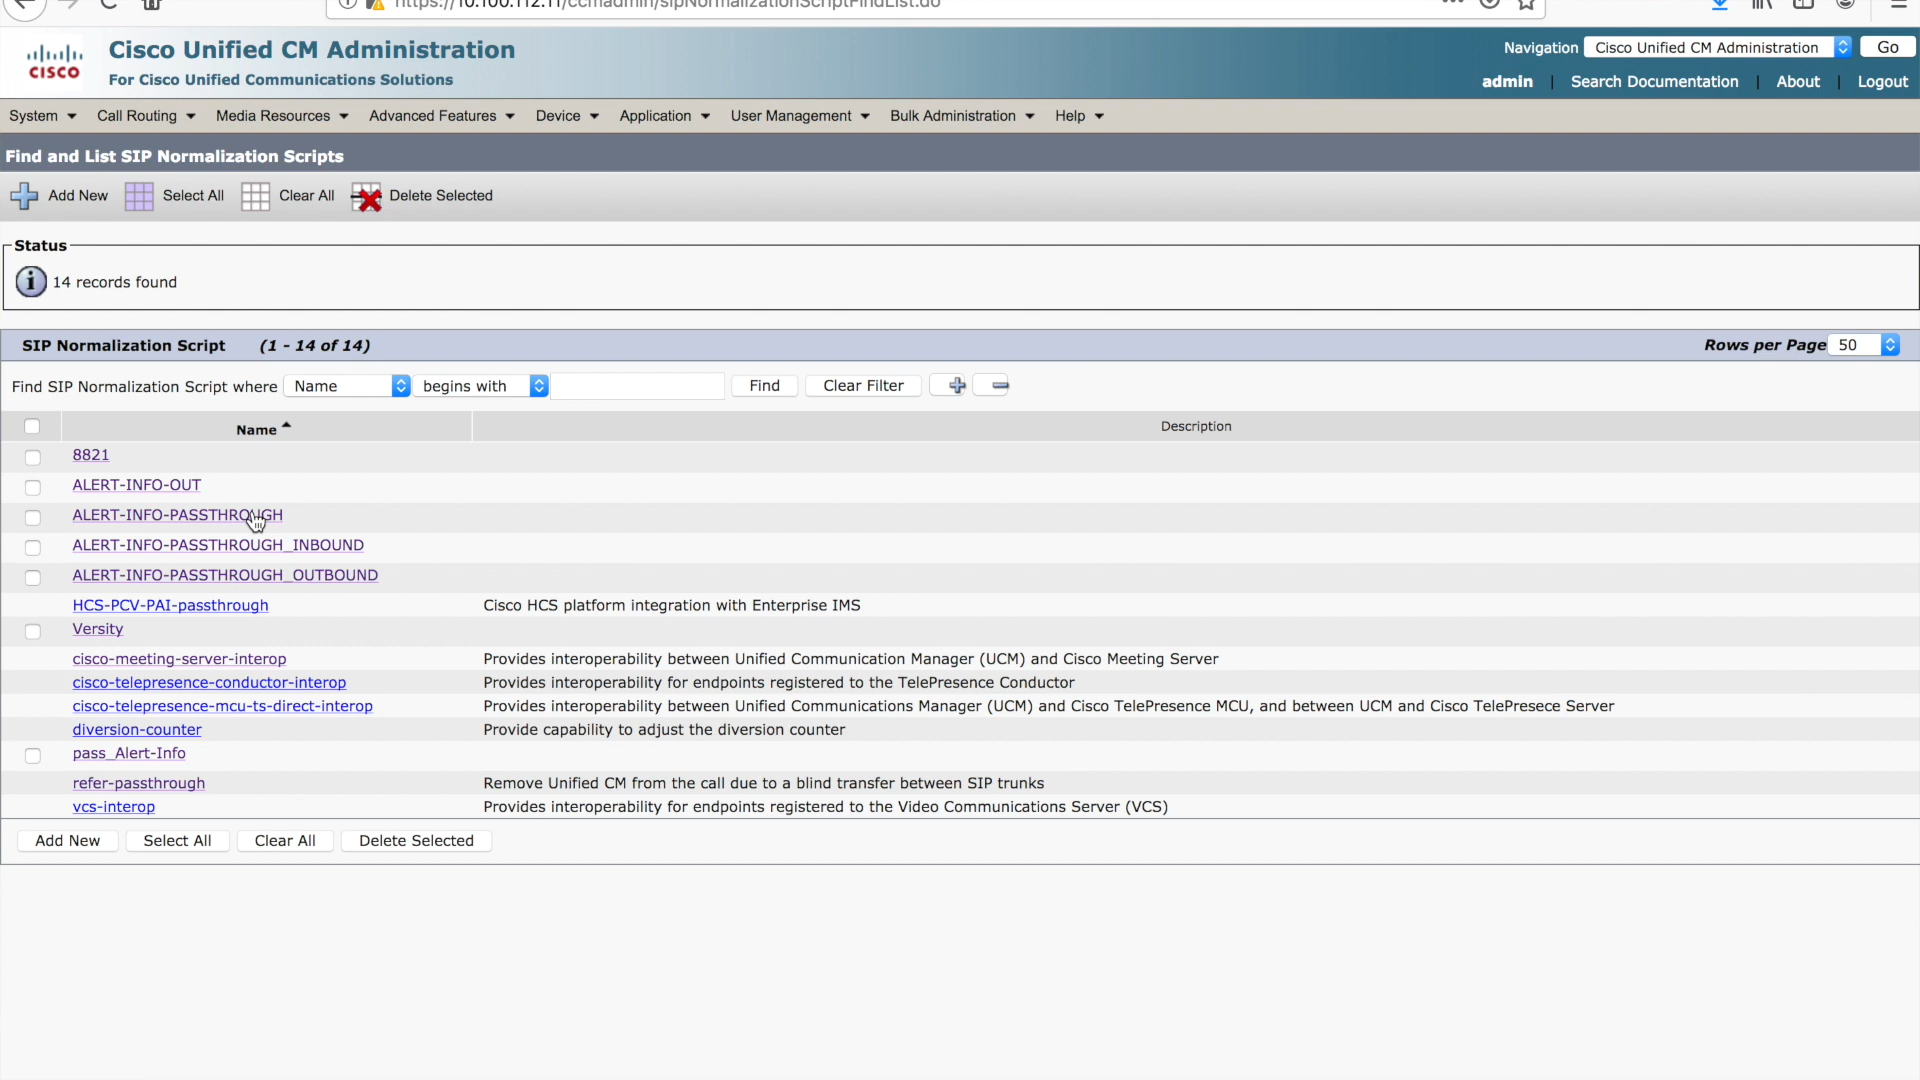 https://10.100.112.11/ccmadmin/sipNormalizationScriptFindList.do
CISCO
Cisco Unified CM Administration
For Cisco Unified Communications Solutions
Navigation Cisco Unified CM Administration Go
admin | Search Documentation | About | Logout
System Call Routing Media Resources Advanced Features Device Application User Management Bulk Administration Help
Find and List SIP Normalization Scripts
Add New Select All Clear All Delete Selected
Status
14 records found
SIP Normalization Script (1 - 14 of 14) Rows per Page 50
Find SIP Normalization Script where Name begins with Find Clear Filter
Name Description
8821
ALERT-INFO-OUT
ALERT-INFO-PASSTHROUGH
ALERT-INFO-PASSTHROUGH_INBOUND
ALERT-INFO-PASSTHROUGH_OUTBOUND
HCS-PCV-PAI-passthrough Cisco HCS platform integration with Enterprise IMS
Versity
cisco-meeting-server-interop Provides interoperability between Unified Communication Manager (UCM) and Cisco Meeting Server
cisco-telepresence-conductor-interop Provides interoperability for endpoints registered to the TelePresence Conductor
cisco-telepresence-mcu-ts-direct-interop Provides interoperability between Unified Communications Manager (UCM) and Cisco TelePresence MCU, and between UCM and Cisco TelePresece Server
diversion-counter Provide capability to adjust the diversion counter
pass_Alert-Info
refer-passthrough Remove Unified CM from the call due to a blind transfer between SIP trunks
vcs-interop Provides interoperability for endpoints registered to the Video Communications Server (VCS)
Add New Select All Clear All Delete Selected